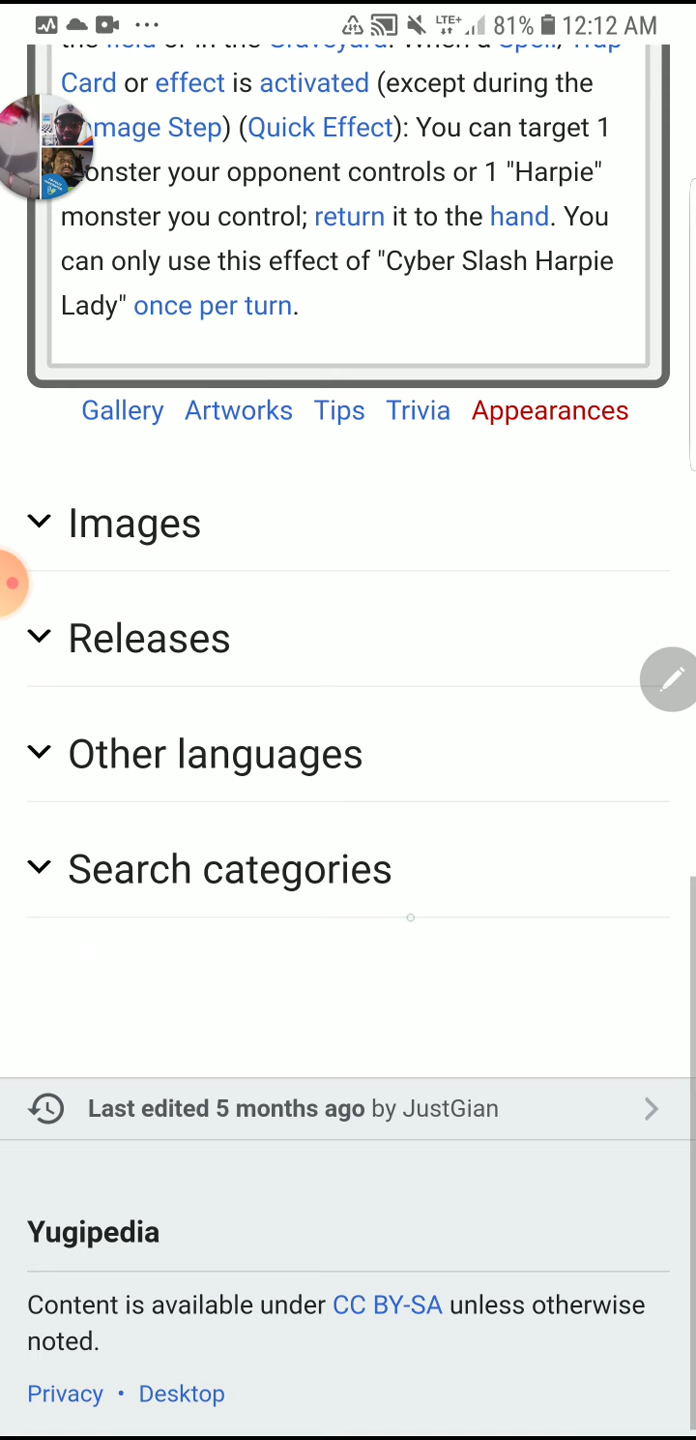 LTE+ 81% 12:12 AM
Card or effect is activated (except during the
mage Step) (Quick Effect): You can target 1
onster your opponent controls or 1 "Harpie"
monster you control; return it to the hand. You
can only use this effect of "Cyber Slash Harpie
Lady" once per turn.
Gallery Artworks Tips Trivia Appearances
Images
Releases
Other languages
Search categories
Last edited 5 months ago by JustGian
Yugipedia
Content is available under CC BY-SA unless otherwise
noted.
Privacy • Desktop